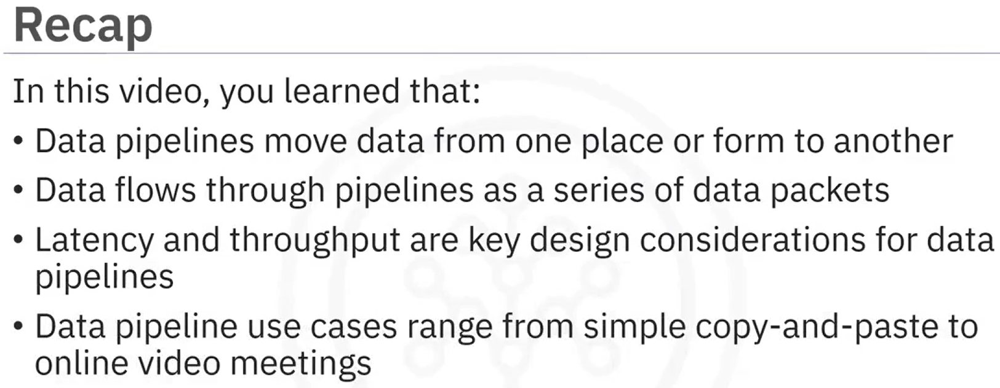 Recap
In this video, you learned that:
• Data pipelines move data from one place or form to another
• Data flows through pipelines as a series of data packets
• Latency and throughput are key design considerations for data
pipelines
• Data pipeline use cases range from simple copy-and-paste to
online video meetings